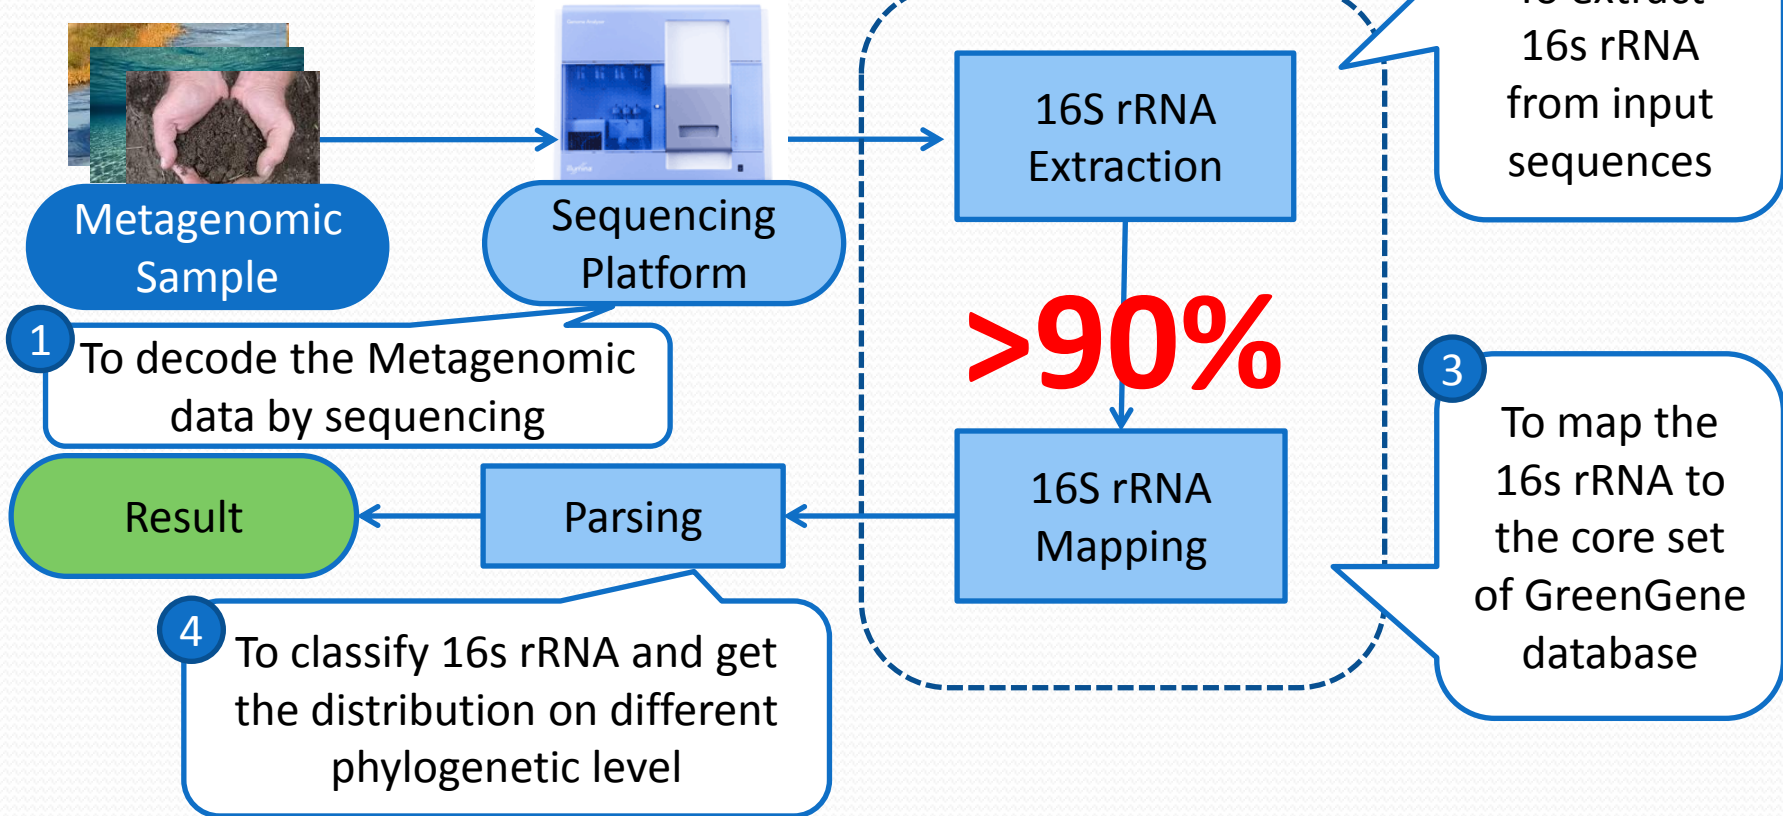 To extract
16s rRNA
from input
sequences
16S rRNA
Extraction
Metagenomic
Sample
Sequencing
Platform
>90%
1
To decode the Metagenomic
data by sequencing
3
To map the
16s rRNA to
the core set
of GreenGene
database
16S rRNA
Mapping
Parsing
Result
4
To classify 16s rRNA and get
the distribution on different
phylogenetic level